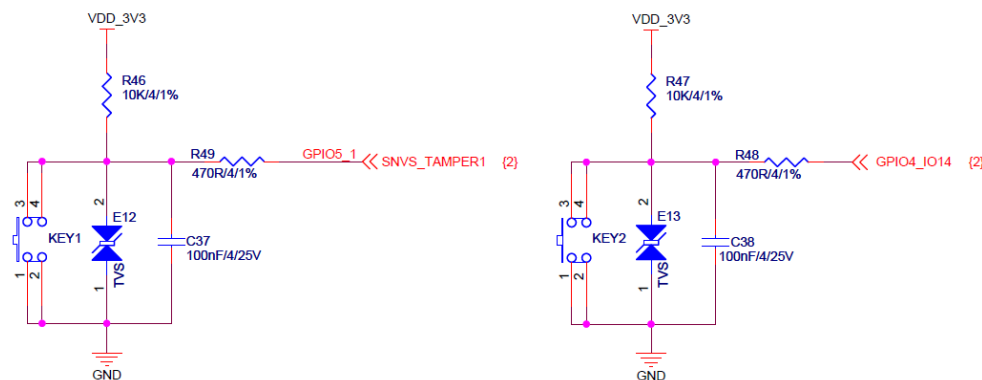 VDD_3V3
R46
10K/4/1%
R49
470R/4/1%
GPIO5_1
SNVS_TAMPER1 {2}
3
4
KEY1
1
2
2
E12
1
TVS
C37
100nF/4/25V
GND
VDD_3V3
R47
10K/4/1%
R48
470R/4/1%
GPIO4_IO14 {2}
3
4
KEY2
1
2
2
E13
1
TVS
C38
100nF/4/25V
GND